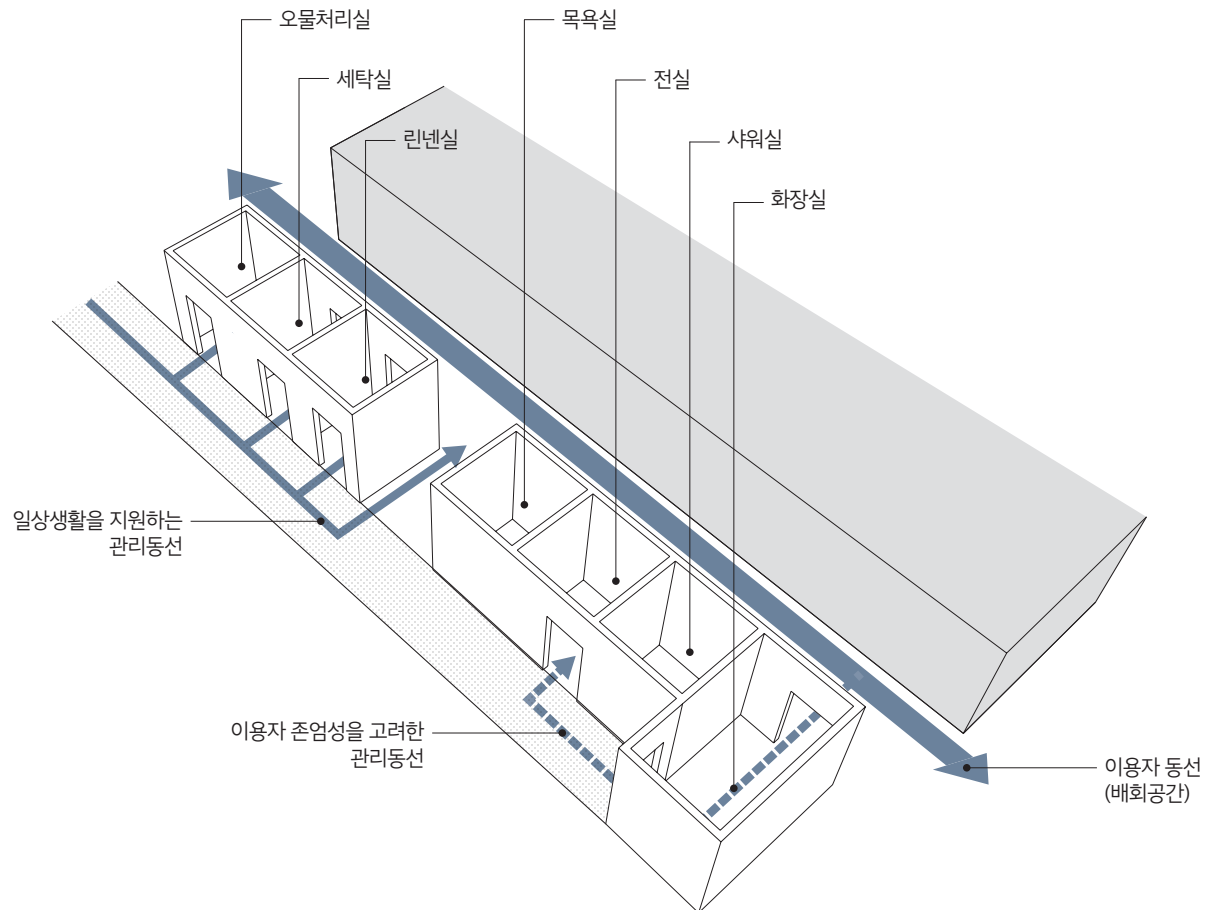 오물처리실
목욕실
세탁실
전실
린넨실
샤워실
화장실
일상생활을 지원하는
관리동선
이용자 존엄성을 고려한
관리동선
이용자 동선
(배회공간)